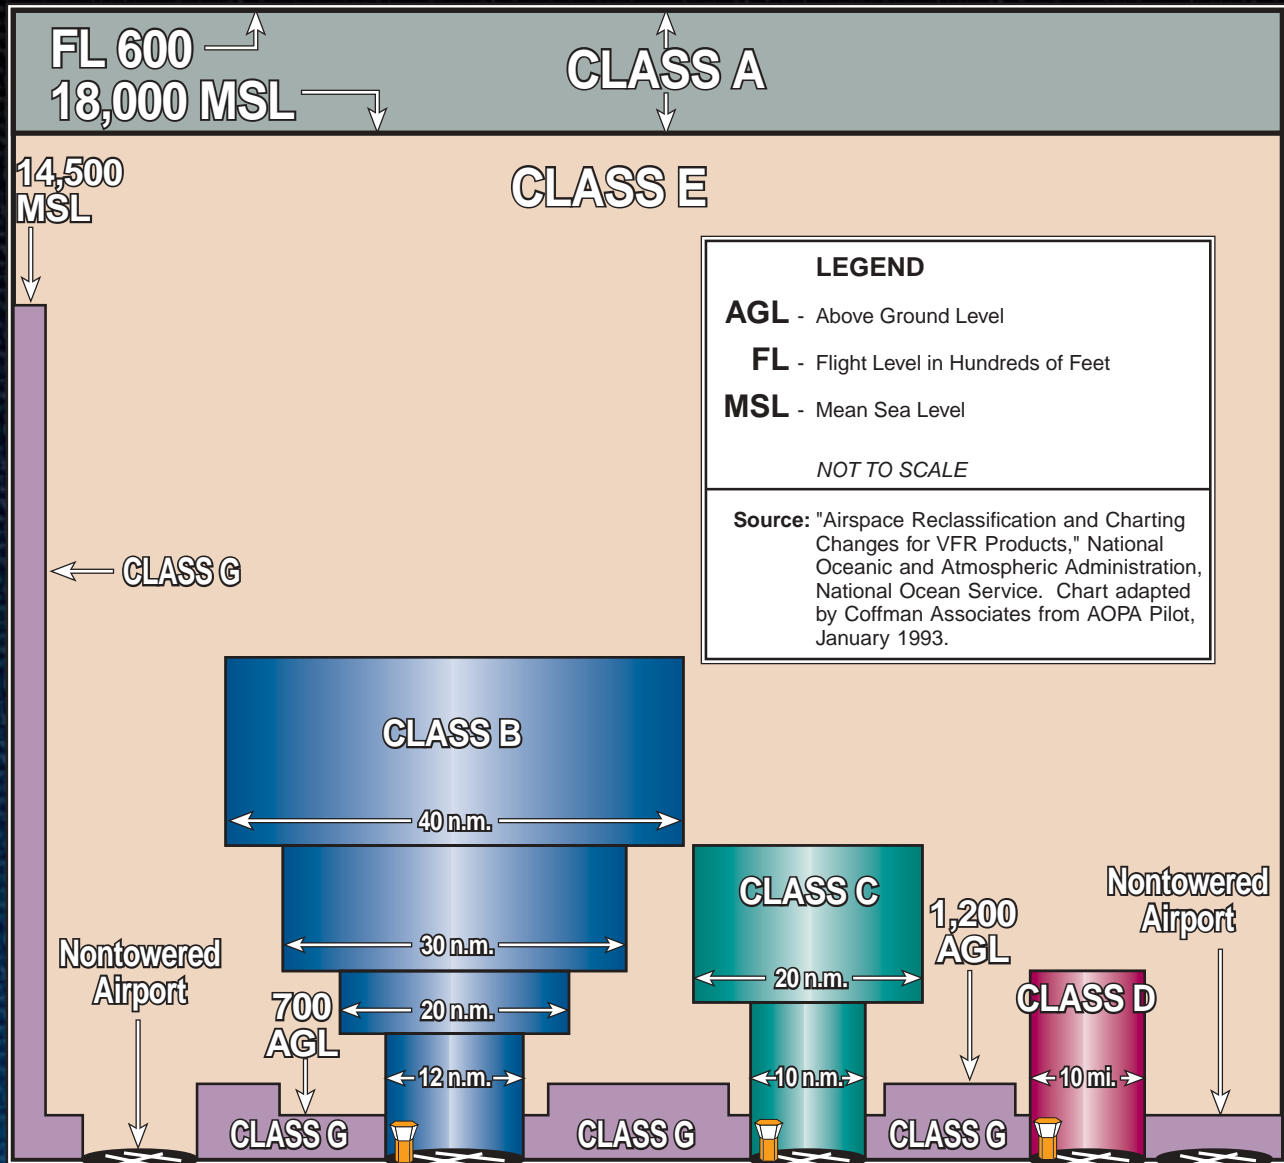 FL 600
18,000 MSL
CLASS A
14,500
MSL
CLASS E
LEGEND
AGL - Above Ground Level
FL - Flight Level in Hundreds of Feet
MSL - Mean Sea Level
NOT TO SCALE
Source: "Airspace Reclassification and Charting
Changes for VFR Products," National
Oceanic and Atmospheric Administration,
National Ocean Service. Chart adapted
by Coffman Associates from AOPA Pilot,
January 1993.
CLASS G
CLASS B
40 n.m.
30 n.m.
20 n.m.
12 n.m.
CLASS C
20 n.m.
10 n.m.
1,200
AGL
Nontowered
Airport
Nontowered
Airport
700
AGL
CLASS D
10 mi.
CLASS G
CLASS G
CLASS G